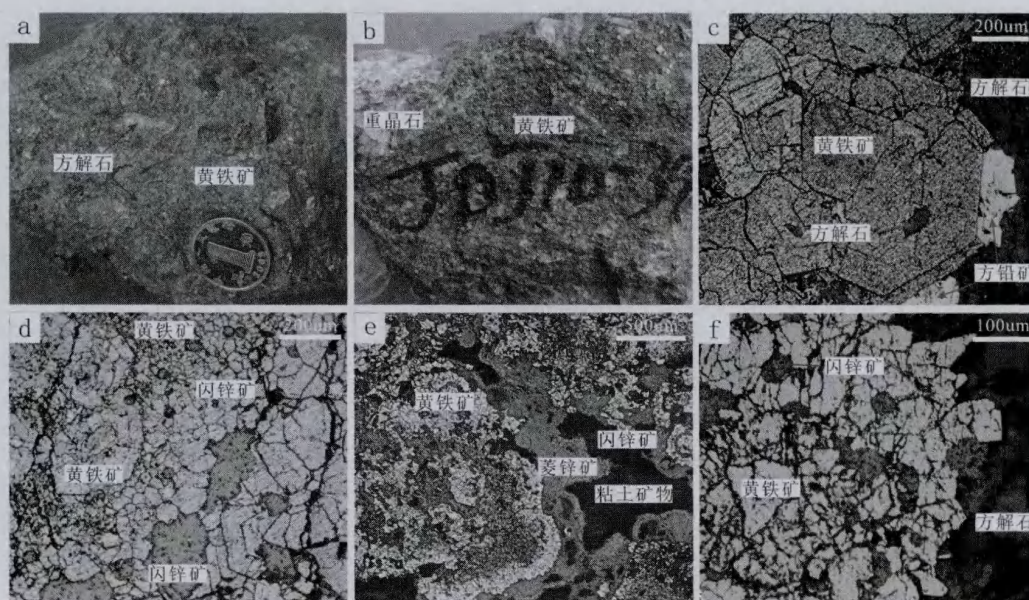 a
方解石
黄铁矿
b
重晶石
黄铁矿
c
200um
方解石
黄铁矿
方解石
方铅矿
d
200um
黄铁矿
闪锌矿
黄铁矿
闪锌矿
e
500um
黄铁矿
闪锌矿
菱锌矿
粘土矿物
f
100um
闪锌矿
黄铁矿
方解石